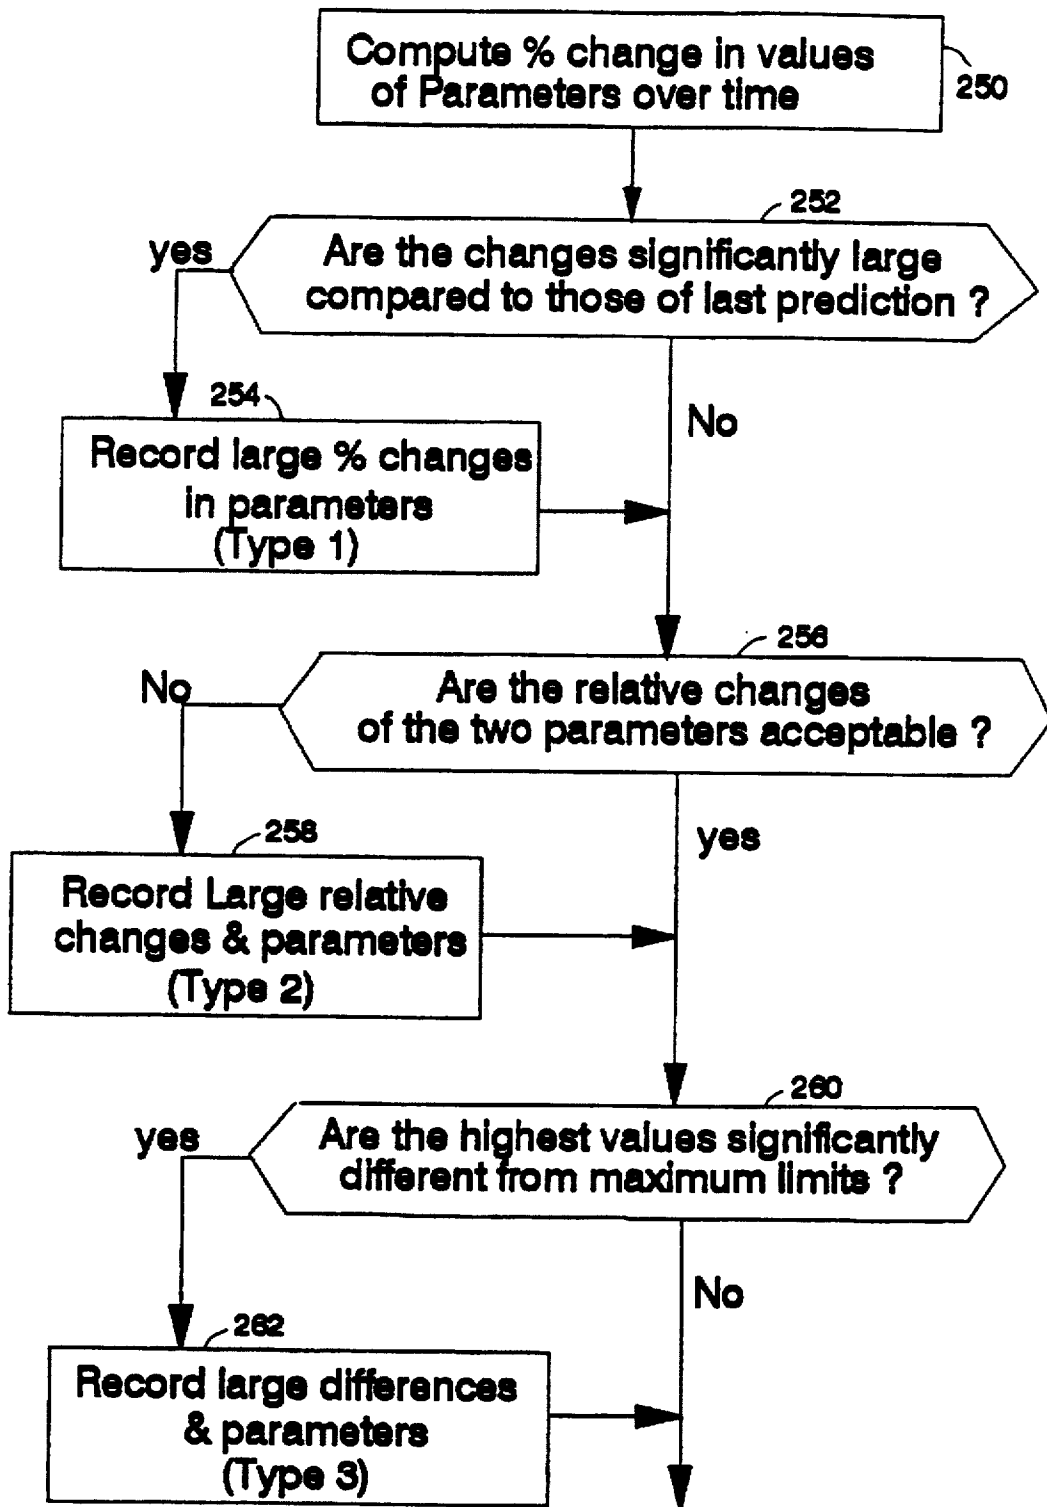 Compute % change in values
of Parameters over time
250
252
yes
Are the changes significantly large
compared to those of last prediction ?
254
No
Record large % changes
in parameters
(Type 1)
256
No
Are the relative changes
of the two parameters acceptable ?
258
yes
Record Large relative
changes & parameters
(Type 2)
260
yes
Are the highest values significantly
different from maximum limits ?
No
262
Record large differences
& parameters
(Type 3)